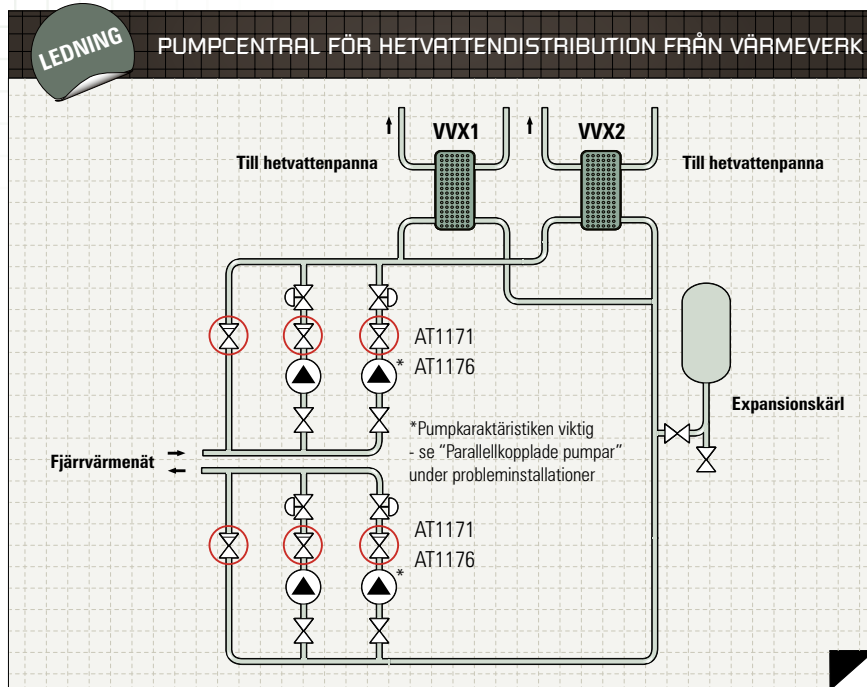 LEDNING
PUMPCENTRAL FÖR HETVATTENDISTRIBUTION FRÅN VÄRMEVERK
VVX1
VVX2
Till hetvattenpanna
Till hetvattenpanna
AT1171
* AT1176
Expansionskärl
*Pumpkaraktäristiken viktig
- se “Parallellkopplade pumpar”
under probleminstallationer
Fjärrvärmenät
AT1171
AT1176
*